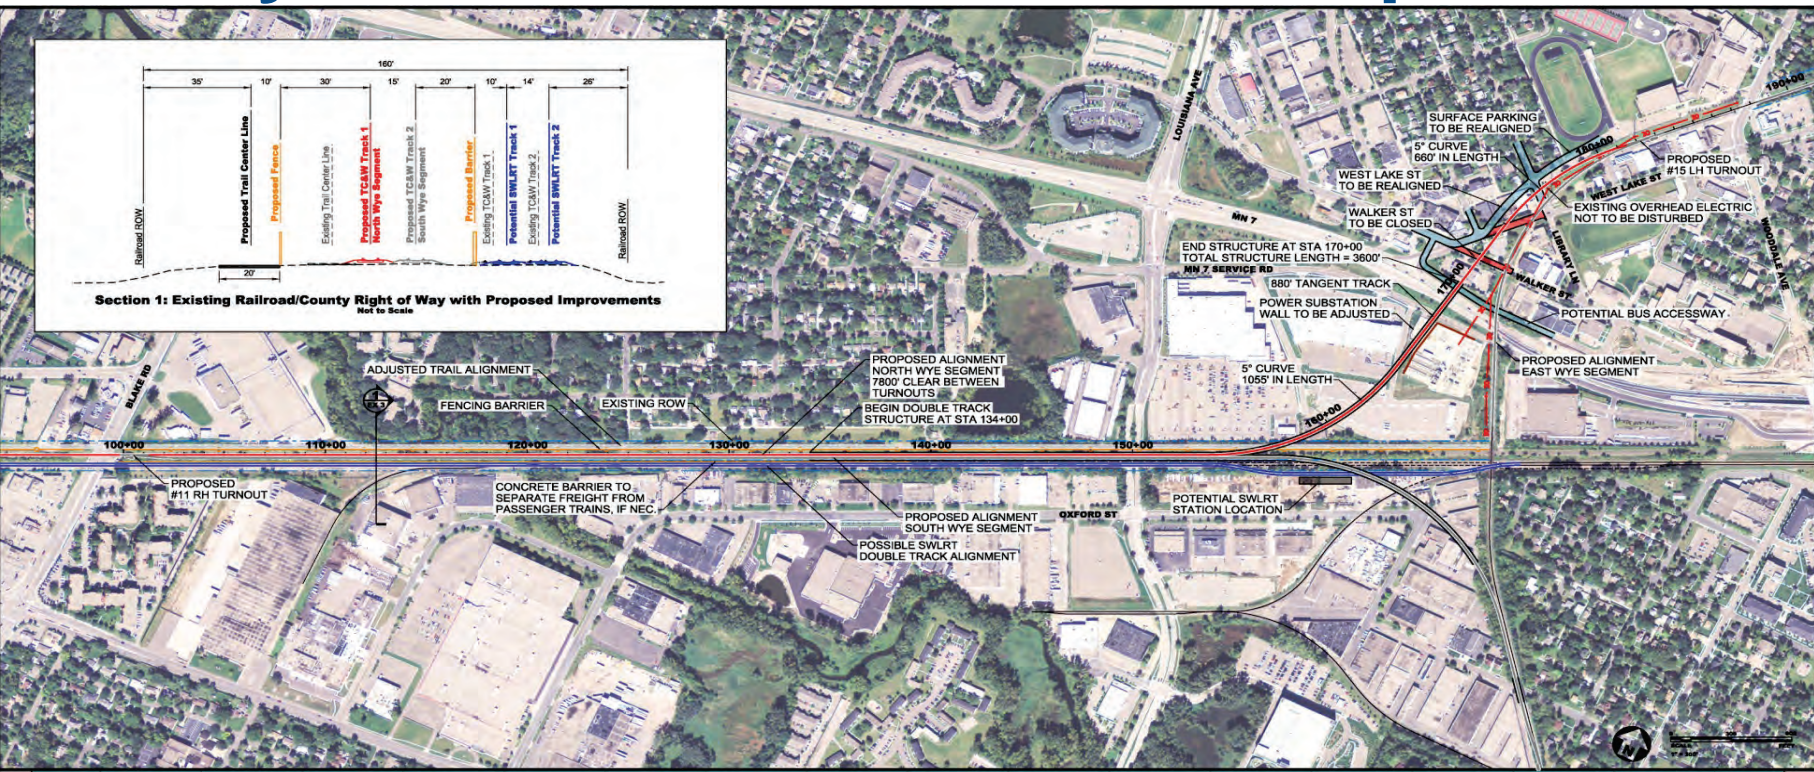 160'
35'
10'
30'
15'
20'
10'
14'
26'
Railroad ROW
Proposed Trail Center Line
Proposed Fence
Existing Trail Center Line
Proposed TC&W Track 1
North Wye Segment
Proposed TC&W Track 2
South Wye Segment
Proposed Barrier
Existing TC&W Track 1
Potential SWLRT Track 1
Existing TC&W Track 2
Potential SWLRT Track 2
Railroad ROW
20'
Section 1: Existing Railroad/County Right of Way with Proposed Improvements
Not to Scale
LOUISIANA AVE
190+00
SURFACE PARKING
TO BE REALIGNED
180+00
5° CURVE
660' IN LENGTH
PROPOSED
#15 LH TURNOUT
WEST LAKE ST
TO BE REALIGNED
WEST LAKE ST
EXISTING OVERHEAD ELECTRIC
NOT TO BE DISTURBED
WALKER ST
TO BE CLOSED
MN 7
WOODDALE AVE
LIBRARY LN
END STRUCTURE AT STA 170+00
TOTAL STRUCTURE LENGTH = 3600'
MN 7 SERVICE RD
170+00
WALKER ST
880' TANGENT TRACK
POWER SUBSTATION
WALL TO BE ADJUSTED
POTENTIAL BUS ACCESSWAY
PROPOSED ALIGNMENT
EAST WYE SEGMENT
5° CURVE
1055' IN LENGTH
160+00
BLAKE RD
ADJUSTED TRAIL ALIGNMENT
1
EX 3
FENCING BARRIER
EXISTING ROW
PROPOSED ALIGNMENT
NORTH WYE SEGMENT
7800' CLEAR BETWEEN
TURNOUTS
BEGIN DOUBLE TRACK
STRUCTURE AT STA 134+00
100+00
110+00
120+00
130+00
140+00
150+00
PROPOSED
#11 RH TURNOUT
CONCRETE BARRIER TO
SEPARATE FREIGHT FROM
PASSENGER TRAINS, IF NEC.
PROPOSED ALIGNMENT
SOUTH WYE SEGMENT
POSSIBLE SWLRT
DOUBLE TRACK ALIGNMENT
OXFORD ST
POTENTIAL SWLRT
STATION LOCATION
N
SCALE
FEET